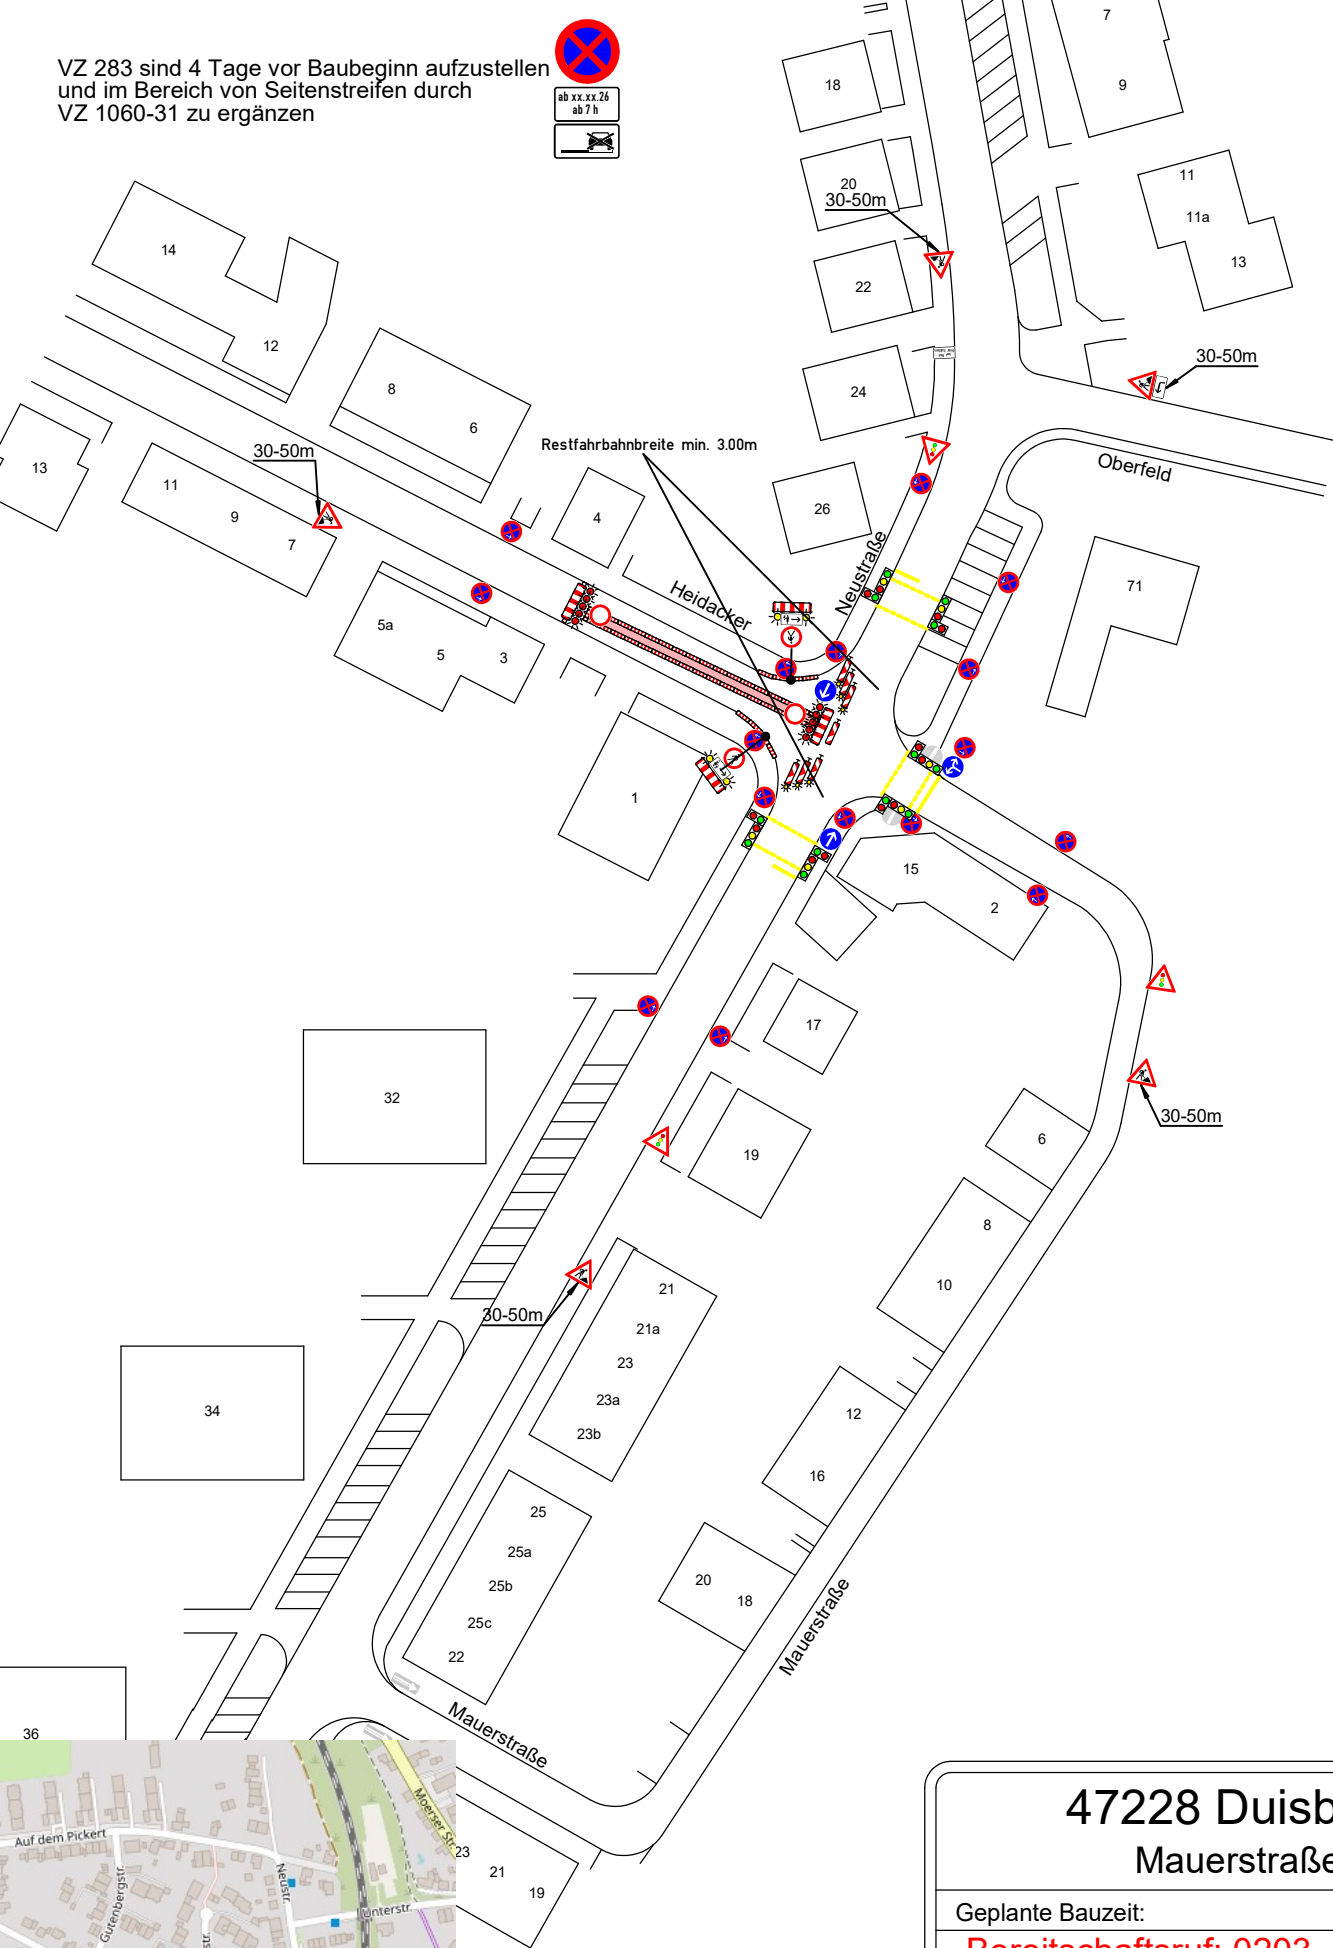 VZ 283 sind 4 Tage vor Baubeginn aufzustellen
und im Bereich von Seitenstreifen durch
VZ 1060-31 zu ergänzen
ab xx.xx.26
ab 7 h
7
9
18
20
30-50m
11
11a
13
22
14
12
8
6
24
30-50m
13
11
9
7
30-50m
4
Restfahrbahnbreite min. 3.00m
26
Oberfeld
Neustraße
Heidacker
71
5a
5
3
1
15
2
17
32
19
6
30-50m
8
10
21
21a
23
23a
23b
30-50m
34
12
16
25
25a
25b
25c
22
20
18
Mauerstraße
Mauerstraße
36
23
21
19
Auf dem Pickert
Gutenbergstr.
Neustr.
Moerser Str.
Unterstr.
str.
47228 Duisb
Mauerstraße
Geplante Bauzeit:
Bereitschaftsruf: 0203